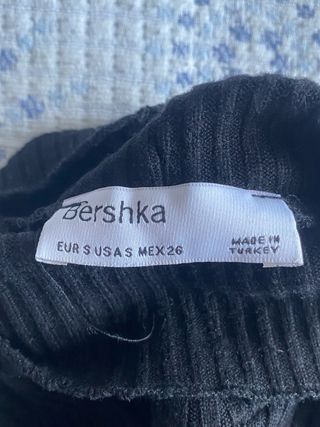 Bershka
EUR S USA S MEX 26
MADE IN
TURKEY